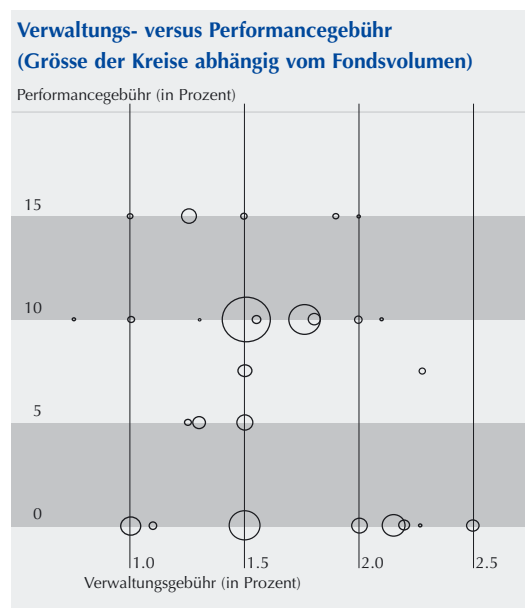 Verwaltungs- versus Performancegebühr
(Grösse der Kreise abhängig vom Fondsvolumen)
Performancegebühr (in Prozent)
15
10
5
0
1.0 1.5 2.0 2.5
Verwaltungsgebühr (in Prozent)